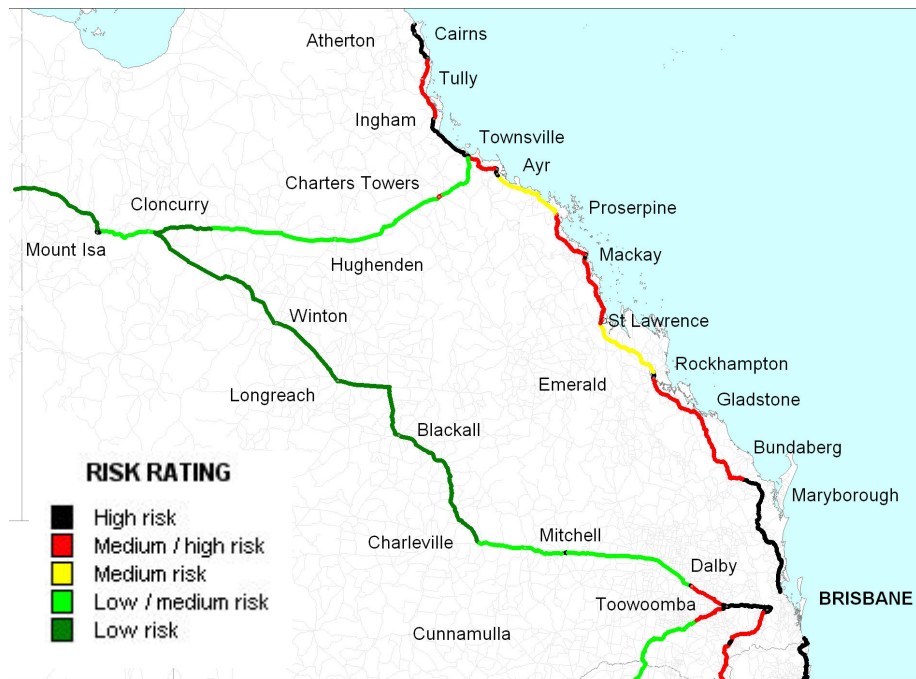 Atherton
Cairns
Tully
Ingham
Townsville
Ayr
Charters Towers
Cloncurry
Proserpine
Mount Isa
Mackay
Hughenden
Winton
St Lawrence
Rockhampton
Emerald
Longreach
Gladstone
Blackall
Bundaberg
RISK RATING
Maryborough
High risk
Medium / high risk
Medium risk
Low / medium risk
Low risk
Charleville
Mitchell
Dalby
Toowoomba
BRISBANE
Cunnamulla